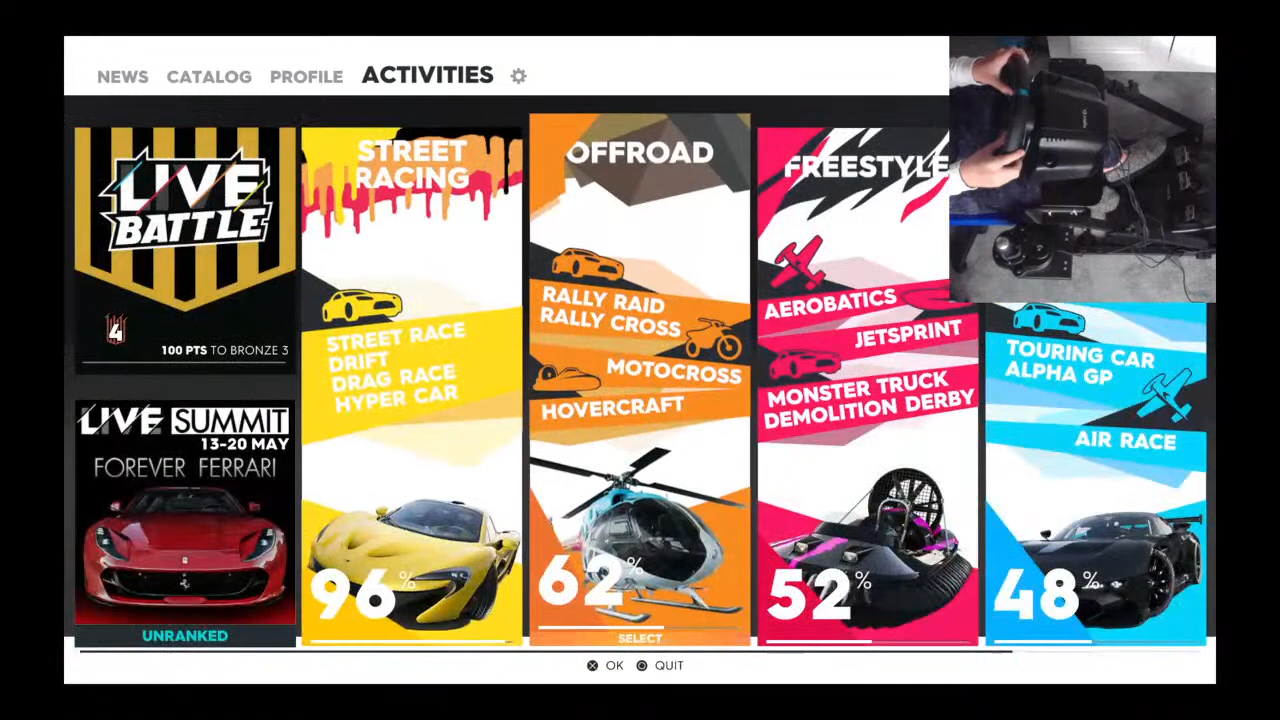 NEWS CATALOG PROFILE ACTIVITIES
LIVE
BATTLE
4
100 PTS TO BRONZE 3
LIVE SUMMIT
13-20 MAY
FOREVER FERRARI
UNRANKED
STREET
RACING
STREET RACE
DRIFT
DRAG RACE
HYPER CAR
96%
OFFROAD
RALLY RAID
RALLY CROSS
MOTOCROSS
HOVERCRAFT
62%
SELECT
FREESTYLE
AEROBATICS
JETSPRINT
MONSTER TRUCK
DEMOLITION DERBY
52%
TOURING CAR
ALPHA GP
AIR RACE
48%
OK QUIT